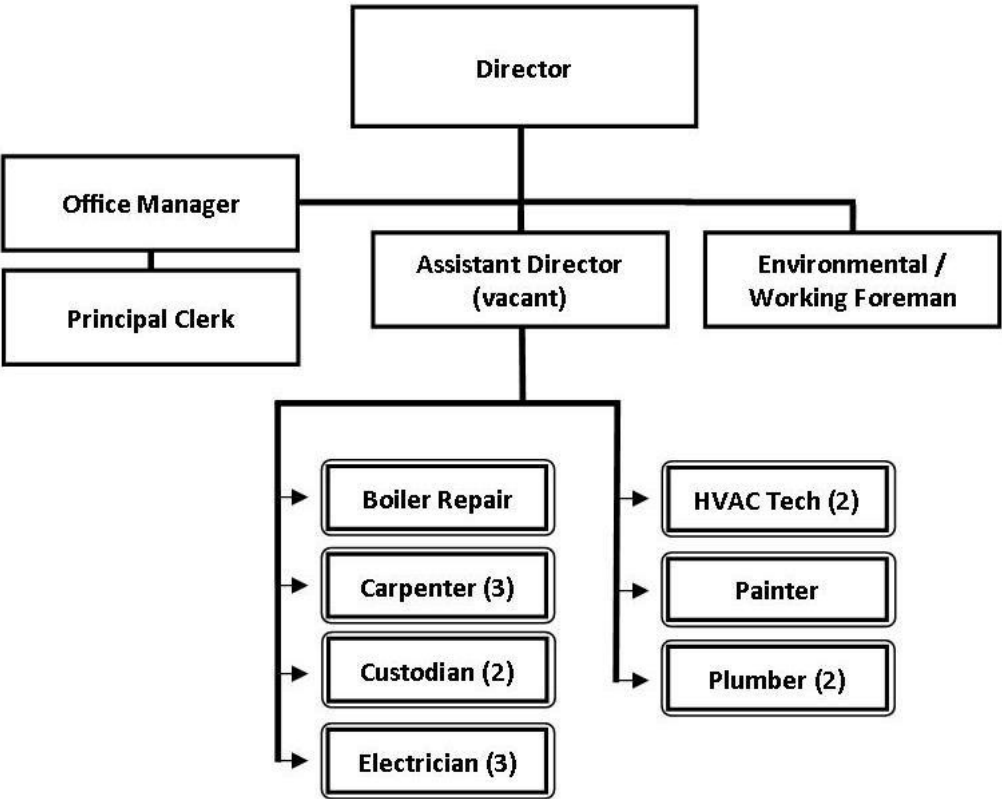 Director
Office Manager
Assistant Director
(vacant)
Environmental /
Working Foreman
Principal Clerk
Boiler Repair
Carpenter (3)
Custodian (2)
Electrician (3)
HVAC Tech (2)
Painter
Plumber (2)